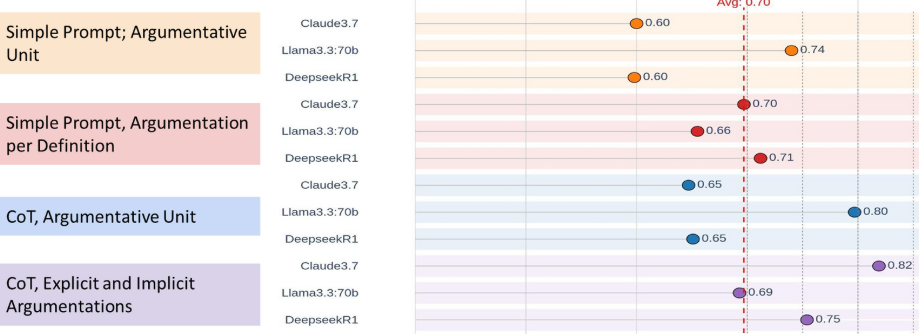 Avg: 0.70
Simple Prompt; Argumentative
Unit
Claude3.7
0.60
Llama3.3:70b
0.74
DeepseekR1
0.60
Simple Prompt, Argumentation
per Definition
Claude3.7
0.70
Llama3.3:70b
0.66
DeepseekR1
0.71
CoT, Argumentative Unit
Claude3.7
0.65
Llama3.3:70b
0.80
DeepseekR1
0.65
CoT, Explicit and Implicit
Argumentations
Claude3.7
0.82
Llama3.3:70b
0.69
DeepseekR1
0.75